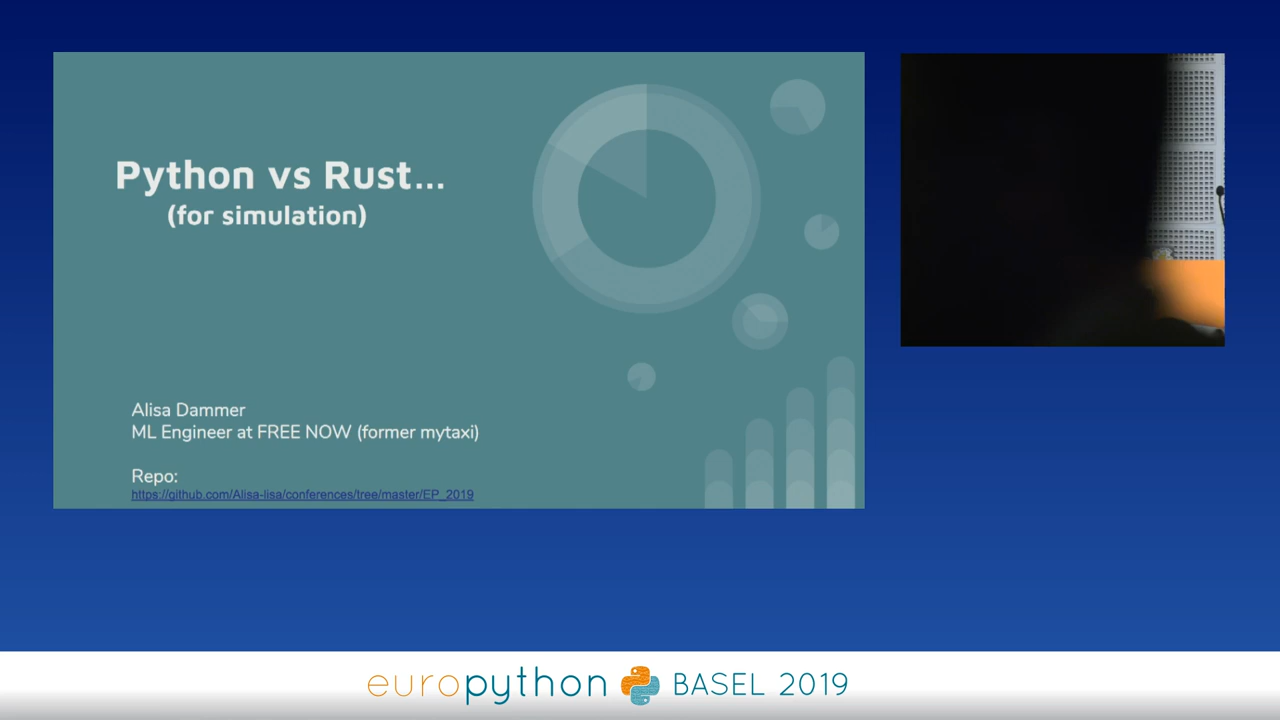 Python vs Rust...
(for simulation)
Alisa Dammer
ML Engineer at FREE NOW (former mytaxi)
Repo:
https://github.com/Alisa-lisa/conferences/tree/master/EP_2019
europython BASEL 2019